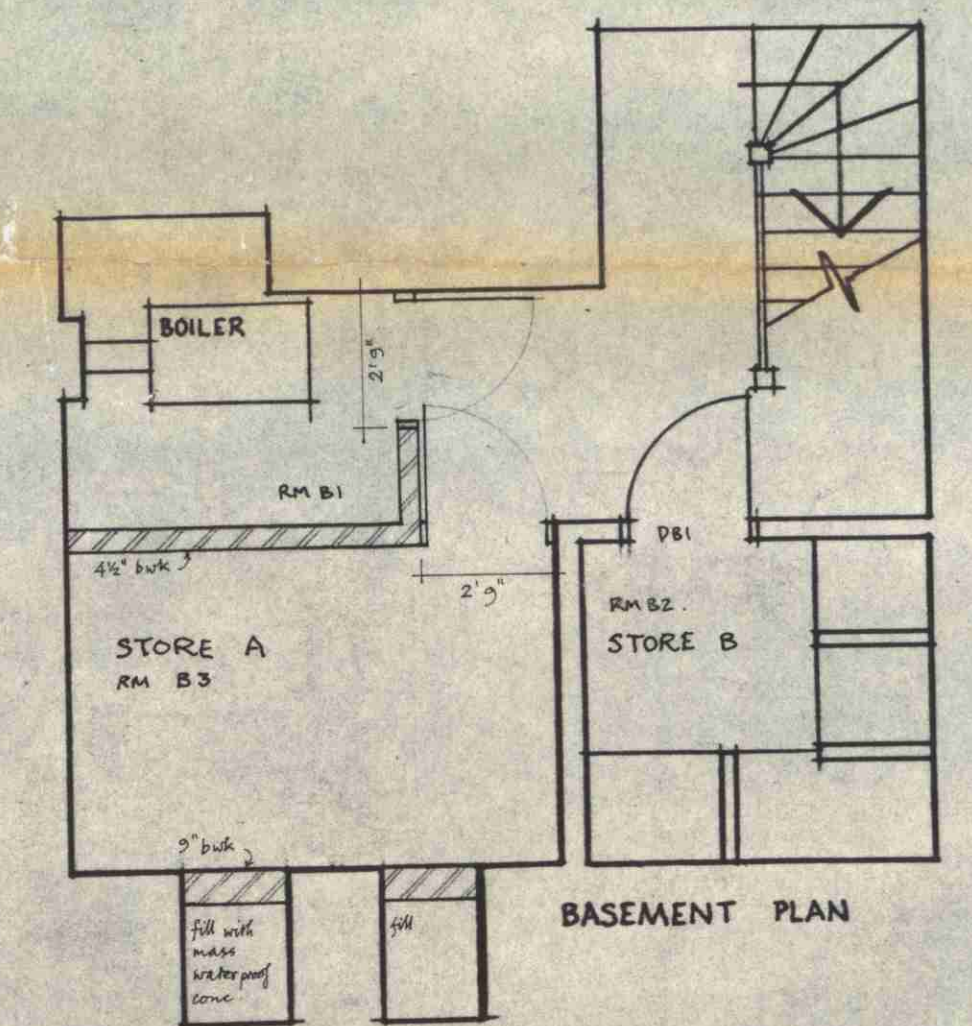 BOILER
2'9"
RM B1
4½" bwk
2'9"
DB1
RM B2.
STORE B
STORE A
RM B3
9" bwk
fill with
mass
waterproof
conc
fill
BASEMENT PLAN